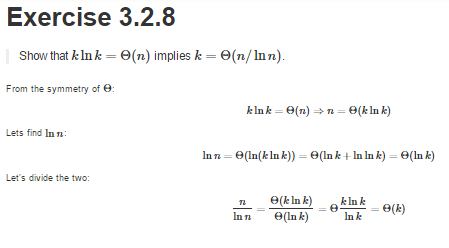 Exercise 3.2.8
Show that k ln k = Θ(n) implies k = Θ(n/ ln n).
From the symmetry of Θ:
k ln k = Θ(n) ⇒ n = Θ(k ln k)
Lets find ln n:
ln n = Θ(ln(k ln k)) = Θ(ln k + ln ln k) = Θ(ln k)
Let's divide the two:
n/ln n = Θ(k ln k)/Θ(ln k) = Θ k ln k/ln k = Θ(k)